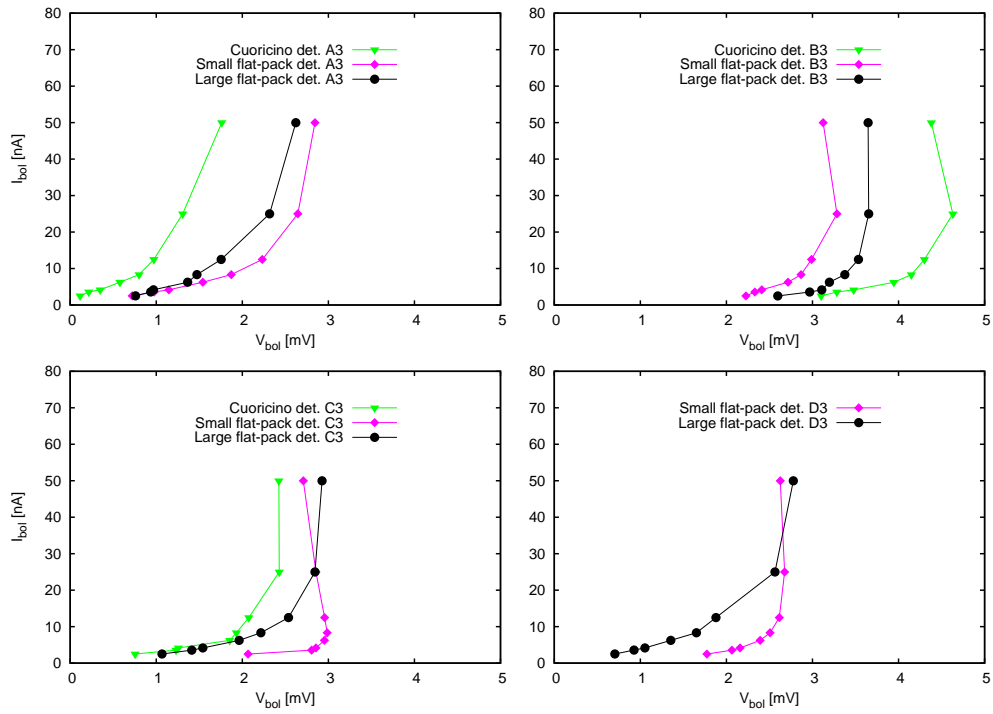 80
70
60
50
40
30
20
10
0
I_bol [nA]
Cuoricino det. A3
Small flat-pack det. A3
Large flat-pack det. A3
0 1 2 3 4 5
V_bol [mV]
80
70
60
50
40
30
20
10
0
Cuoricino det. B3
Small flat-pack det. B3
Large flat-pack det. B3
0 1 2 3 4 5
V_bol [mV]
80
70
60
50
40
30
20
10
0
I_bol [nA]
Cuoricino det. C3
Small flat-pack det. C3
Large flat-pack det. C3
0 1 2 3 4 5
V_bol [mV]
80
70
60
50
40
30
20
10
0
Small flat-pack det. D3
Large flat-pack det. D3
0 1 2 3 4 5
V_bol [mV]